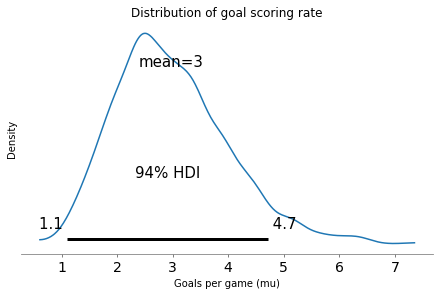 Distribution of goal scoring rate
mean=3
Density
94% HDI
1.1 4.7
1 2 3 4 5 6 7
Goals per game (mu)